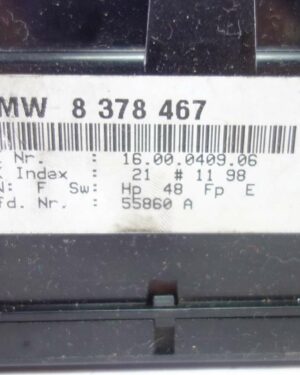 MW 8 378 467
Nr. : 16.00.0409.06
Index : 21 # 11 98
N: F Sw: Hp 48 Fp E
fd. Nr. : 55860 A